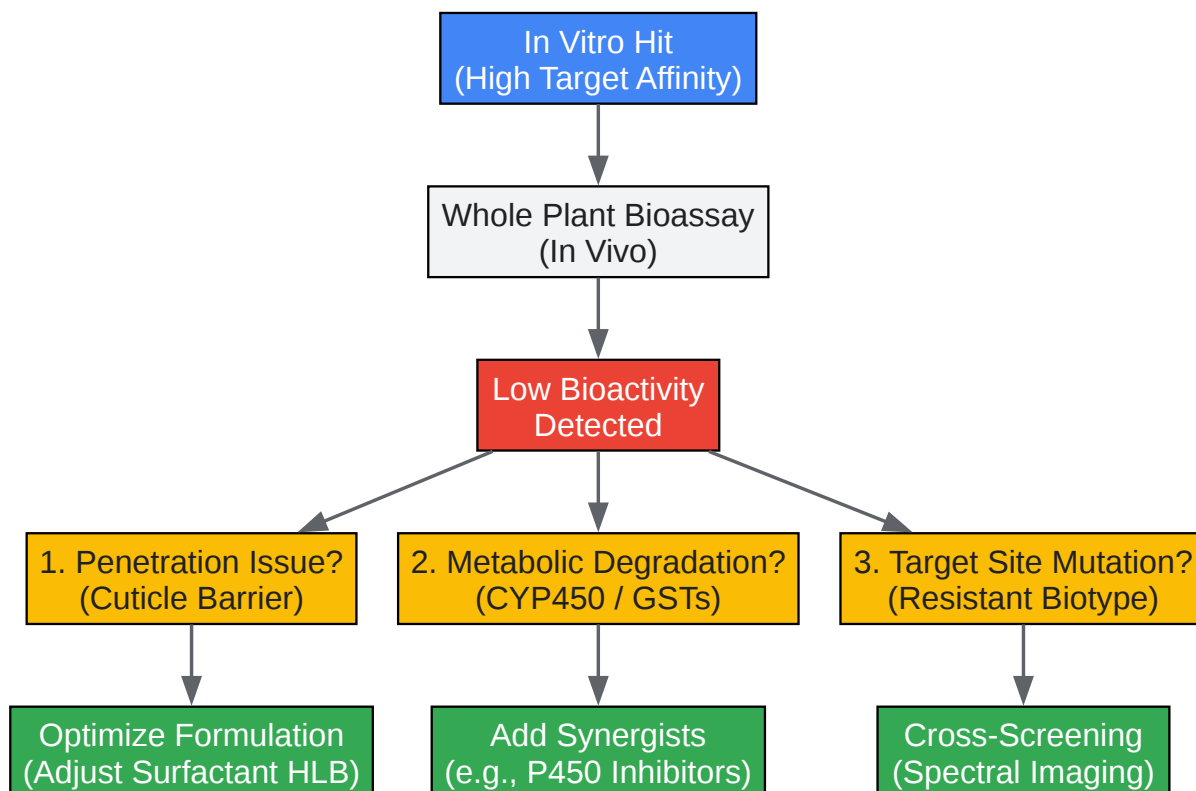 In Vitro Hit
(High Target Affinity)
Whole Plant Bioassay
(In Vivo)
Low Bioactivity
Detected
1. Penetration Issue?
(Cuticle Barrier)
2. Metabolic Degradation?
(CYP450 / GSTs)
3. Target Site Mutation?
(Resistant Biotype)
Optimize Formulation
(Adjust Surfactant HLB)
Add Synergists
(e.g., P450 Inhibitors)
Cross-Screening
(Spectral Imaging)